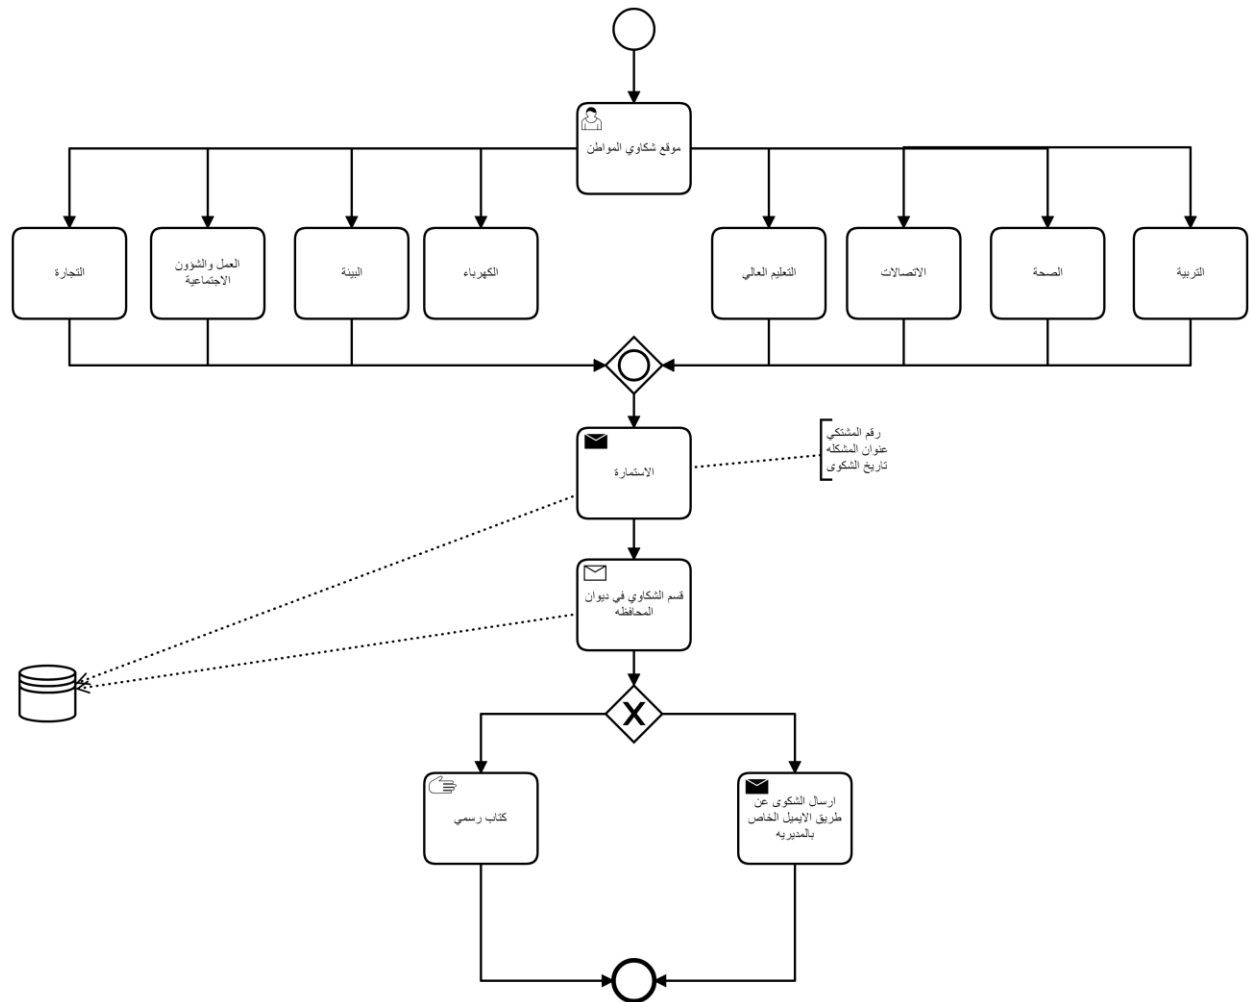 موقع شكاوي المواطن
التجارة
العمل والشؤون
الاجتماعية
البيئة
الكهرباء
التعليم العالي
الاتصالات
الصحة
التربية
الاستمارة
رقم المشتكي
عنوان المشكله
تاريخ الشكوى
قسم الشكاوي في ديوان
المحافظه
X
كتاب رسمي
ارسال الشكوى عن
طريق الايميل الخاص
بالمديريه